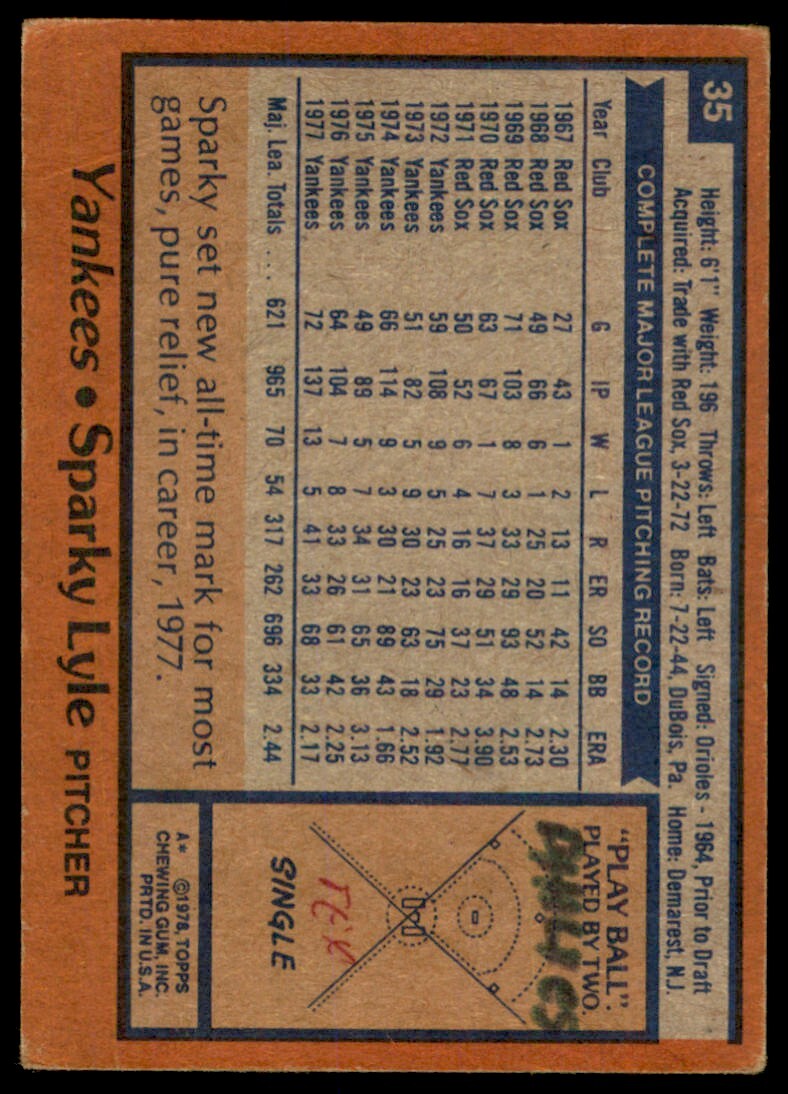 35
Height: 6'1" Weight: 196 Throws: Left Bats: Left Signed: Orioles - 1964, Prior to Draft
Acquired: Trade with Red Sox, 3-22-72 Born: 7-22-44, DuBois, Pa. Home: Demarest, N.J.
COMPLETE MAJOR LEAGUE PITCHING RECORD
Year Club G IP W L R ER SO BB ERA
1967 Red Sox 27 43 1 2 13 11 42 14 2.30
1968 Red Sox 49 66 6 1 25 20 52 14 2.73
1969 Red Sox 71 103 8 3 33 29 93 48 2.53
1970 Red Sox 63 67 1 7 37 29 51 34 3.90
1971 Red Sox 50 52 6 4 16 16 37 23 2.77
1972 Yankees 59 108 9 5 25 23 75 29 1.92
1973 Yankees 51 82 5 9 30 23 63 18 2.52
1974 Yankees 66 114 9 3 30 21 89 43 1.66
1975 Yankees 49 89 5 7 34 31 65 36 3.13
1976 Yankees 64 104 7 8 33 26 61 42 2.25
1977 Yankees 72 137 13 5 41 33 68 33 2.17
Maj. Lea. Totals .... 621 965 70 54 317 262 696 334 2.44
Sparky set new all-time mark for most
games, pure relief, in career, 1977.
"PLAY BALL":
PLAYED BY TWO.
TEX
SINGLE
A* ©1978, TOPPS
CHEWING GUM, INC.
PRTD. IN U.S.A.
Yankees • Sparky Lyle PITCHER